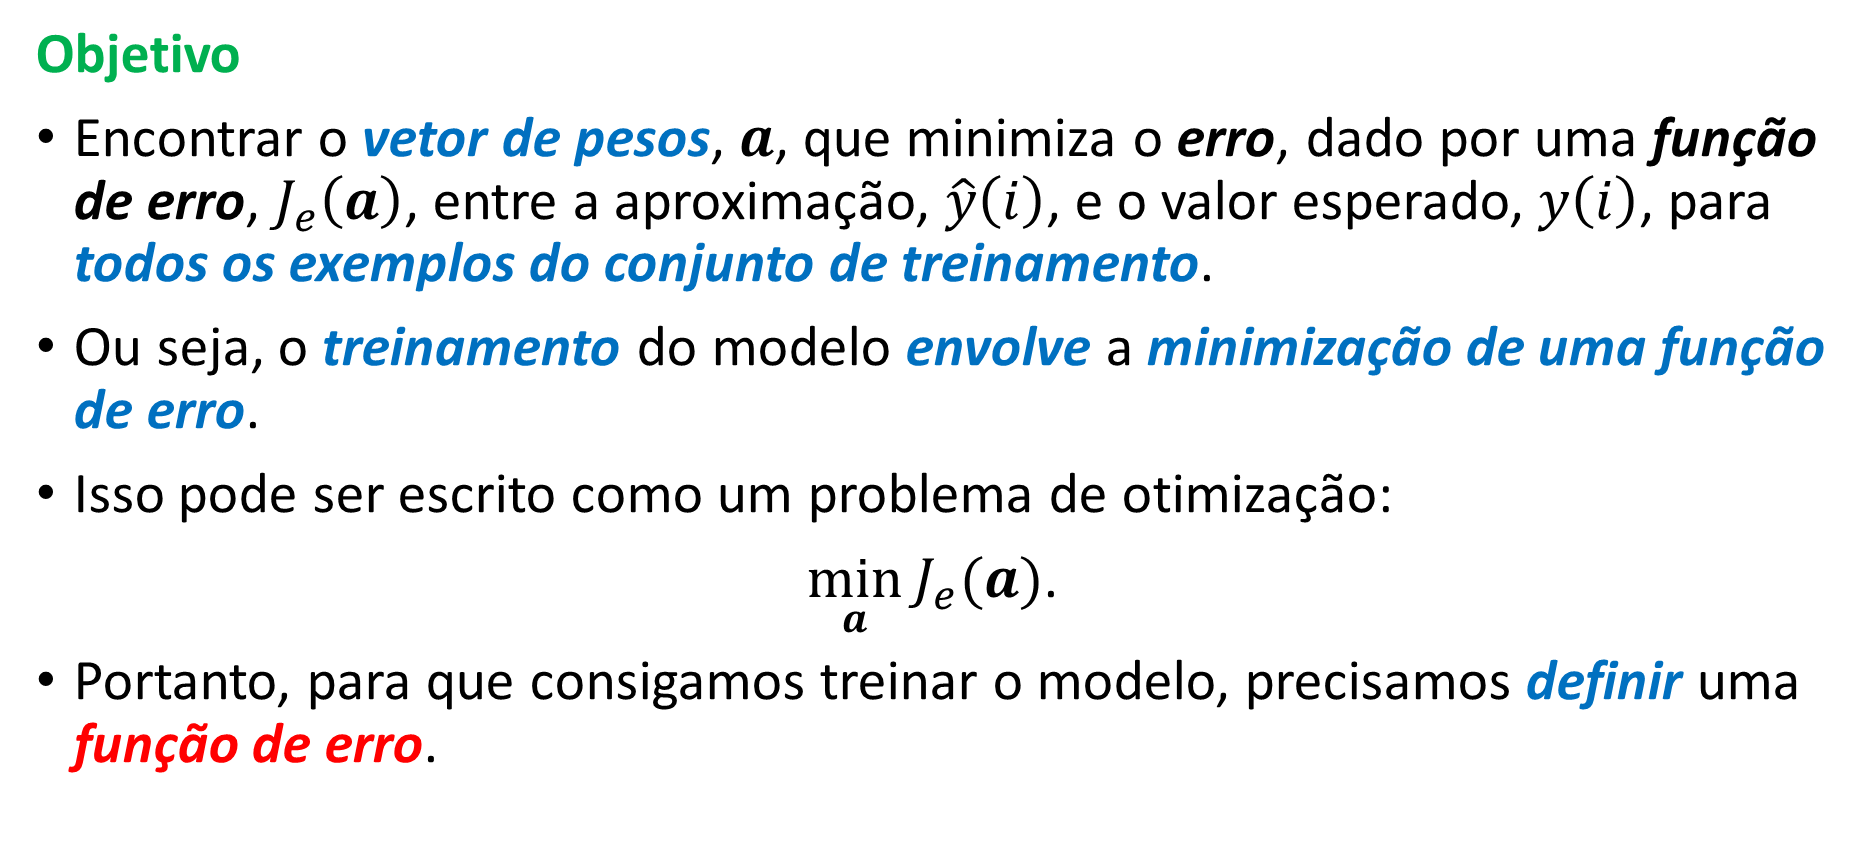 Objetivo
• Encontrar o vetor de pesos, a, que minimiza o erro, dado por uma função
de erro, Jₑ(a), entre a aproximação, ŷ(i), e o valor esperado, y(i), para
todos os exemplos do conjunto de treinamento.
• Ou seja, o treinamento do modelo envolve a minimização de uma função
de erro.
• Isso pode ser escrito como um problema de otimização:
min Jₑ(a).
a
• Portanto, para que consigamos treinar o modelo, precisamos definir uma
função de erro.